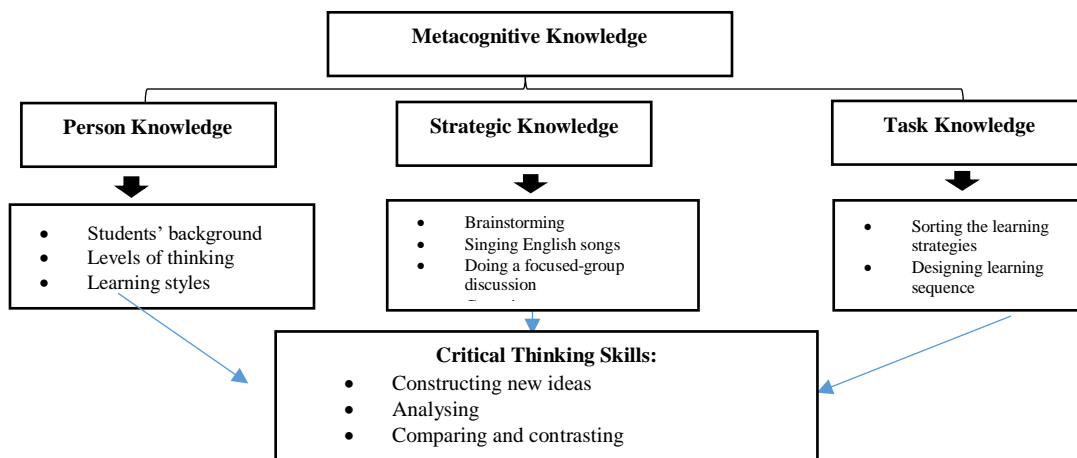 Metacognitive Knowledge
Person Knowledge
Strategic Knowledge
Task Knowledge
• Students’ background
• Levels of thinking
• Learning styles
• Brainstorming
• Singing English songs
• Doing a focused-group
discussion
• Sorting the learning
strategies
• Designing learning
sequence
Critical Thinking Skills:
• Constructing new ideas
• Analysing
• Comparing and contrasting